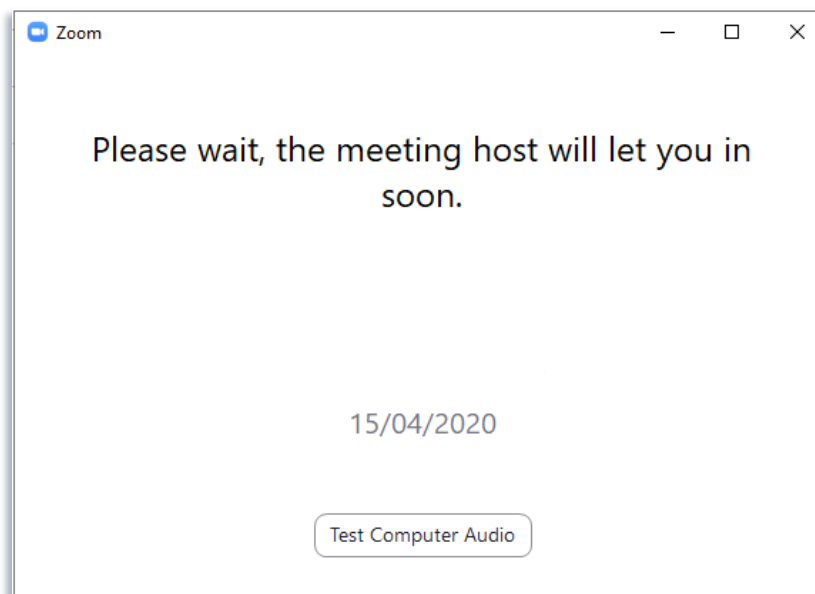 Zoom
Please wait, the meeting host will let you in
soon.
15/04/2020
Test Computer Audio